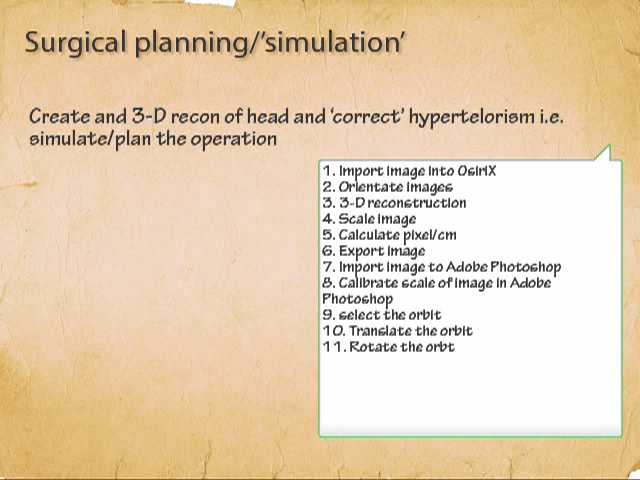 Surgical planning/'simulation'
Create and 3-D recon of head and 'correct' hypertelorism i.e.
simulate/plan the operation
1. Import image into OsiriX
2. Orientate images
3. 3-D reconstruction
4. Scale image
5. Calculate pixel/cm
6. Export image
7. Import image to Adobe Photoshop
8. Calibrate scale of image in Adobe
Photoshop
9. select the orbit
10. Translate the orbit
11. Rotate the orbt